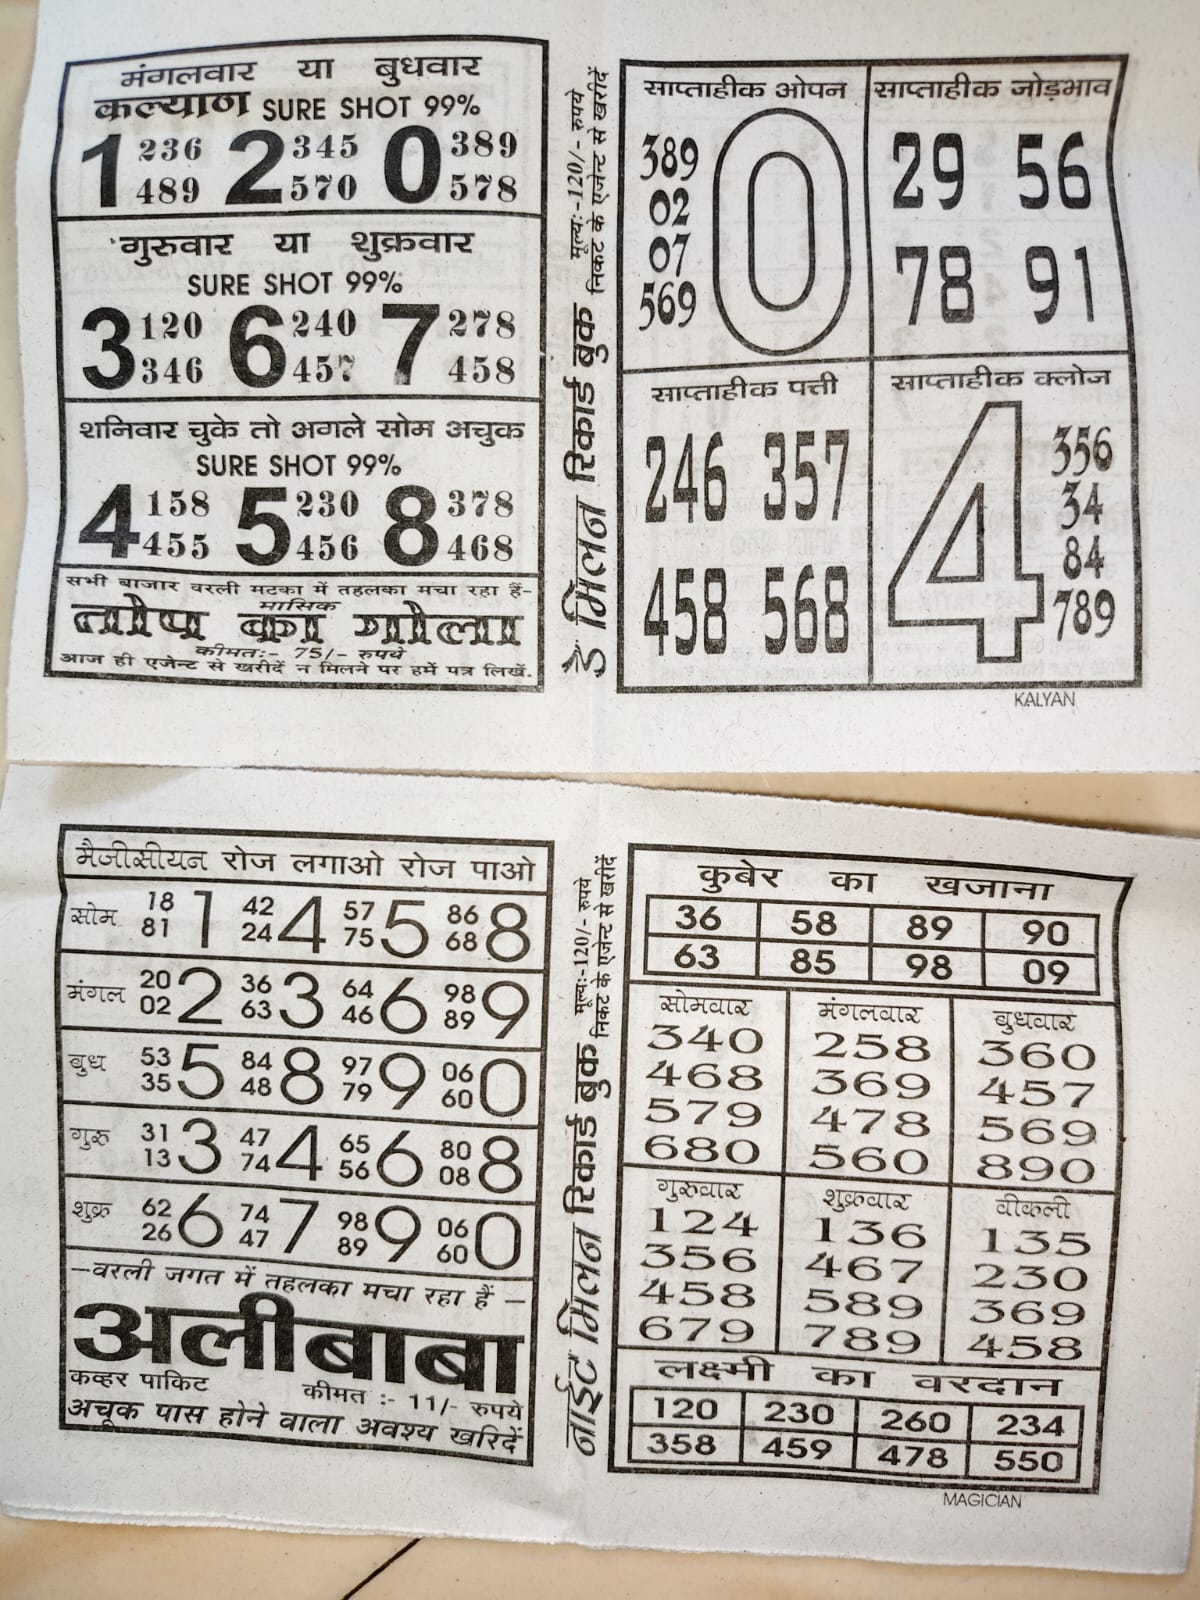 मंगलवार या बुधवार
कल्याण SURE SHOT 99%
1 236 489 2 345 570 0 389 578
गुरुवार या शुक्रवार
SURE SHOT 99%
3 120 346 6 240 457 7 278 458
शनिवार चुके तो अगले सोम अचुक
SURE SHOT 99%
4 158 455 5 230 456 8 378 468
सभी बाजार वरली मटका में तहलका मचा रहा हैं-
मासिक
तोप का गोला
कीमतः- 75/- रुपये
आज ही एजेन्ट से खरीदें न मिलने पर हमें पत्र लिखें.
डे मिलन रिकार्ड बुक
मूल्यः-120/- रुपये
निकट के एजेन्ट से खरीदें
साप्ताहीक ओपन
389
02
07
569
0
साप्ताहीक जोड़भाव
29 56
78 91
साप्ताहीक पत्ती
246 357
458 568
साप्ताहीक क्लोज
4
356
34
84
789
KALYAN
मैजीसीयन रोज लगाओ रोज पाओ
सोम 18 81 1 42 24 4 57 75 5 86 68 8
मंगल 20 02 2 36 63 3 64 46 6 98 89 9
बुध 53 35 5 84 48 8 97 79 9 06 60 0
गुरु 31 13 3 47 74 4 65 56 6 80 08 8
शुक्र 62 26 6 74 47 7 98 89 9 06 60 0
-वरली जगत में तहलका मचा रहा हैं -
अलीबाबा
कव्हर पाकिट कीमत :- 11/- रुपये
अचूक पास होने वाला अवश्य खरिदें
नाईट मिलन रिकार्ड बुक
मूल्यः-120/- रुपये
निकट के एजेन्ट से खरीदें
कुबेर का खजाना
36 58 89 90
63 85 98 09
सोमवार मंगलवार बुधवार
340 258 360
468 369 457
579 478 569
680 560 890
गुरुवार शुक्रवार वीकली
124 136 135
356 467 230
458 589 369
679 789 458
लक्ष्मी का वरदान
120 230 260 234
358 459 478 550
MAGICIAN